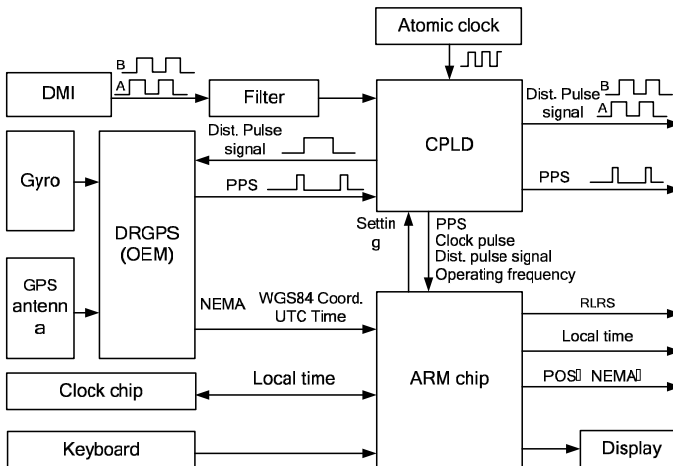 Atomic clock
B
A
DMI
Filter
CPLD
B
Dist. Pulse
signal
A
Dist. Pulse
signal
Gyro
PPS
PPS
DRGPS
(OEM)
Settin
g
PPS
Clock pulse
Dist. pulse signal
Operating frequency
GPS
antenn
a
NEMA
WGS84 Coord.
UTC Time
RLRS
Local time
Clock chip
Local time
ARM chip
POS NEMA
Keyboard
Display